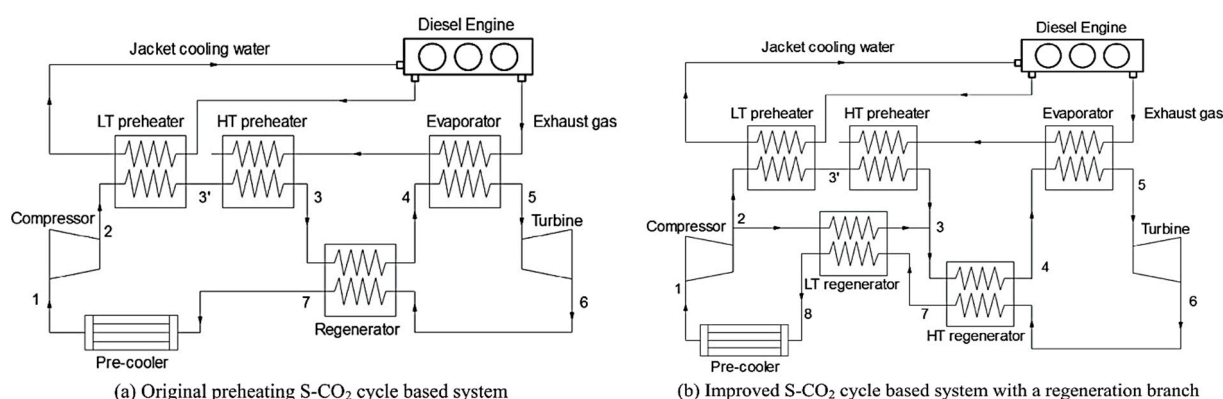 Diesel Engine
Jacket cooling water
LT preheater
HT preheater
Evaporator
Exhaust gas
3'
3
4
5
Compressor
2
Turbine
1
7
6
Regenerator
Pre-cooler
(a) Original preheating S-CO₂ cycle based system
Diesel Engine
Jacket cooling water
LT preheater
HT preheater
Evaporator
Exhaust gas
3'
5
Compressor
2
3
Turbine
4
1
LT regenerator
8
7
6
HT regenerator
Pre-cooler
(b) Improved S-CO₂ cycle based system with a regeneration branch